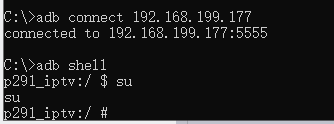 C:\>adb connect 192.168.199.177
connected to 192.168.199.177:5555
C:\>adb shell
p291_iptv:/ $ su
su
p291_iptv:/ #